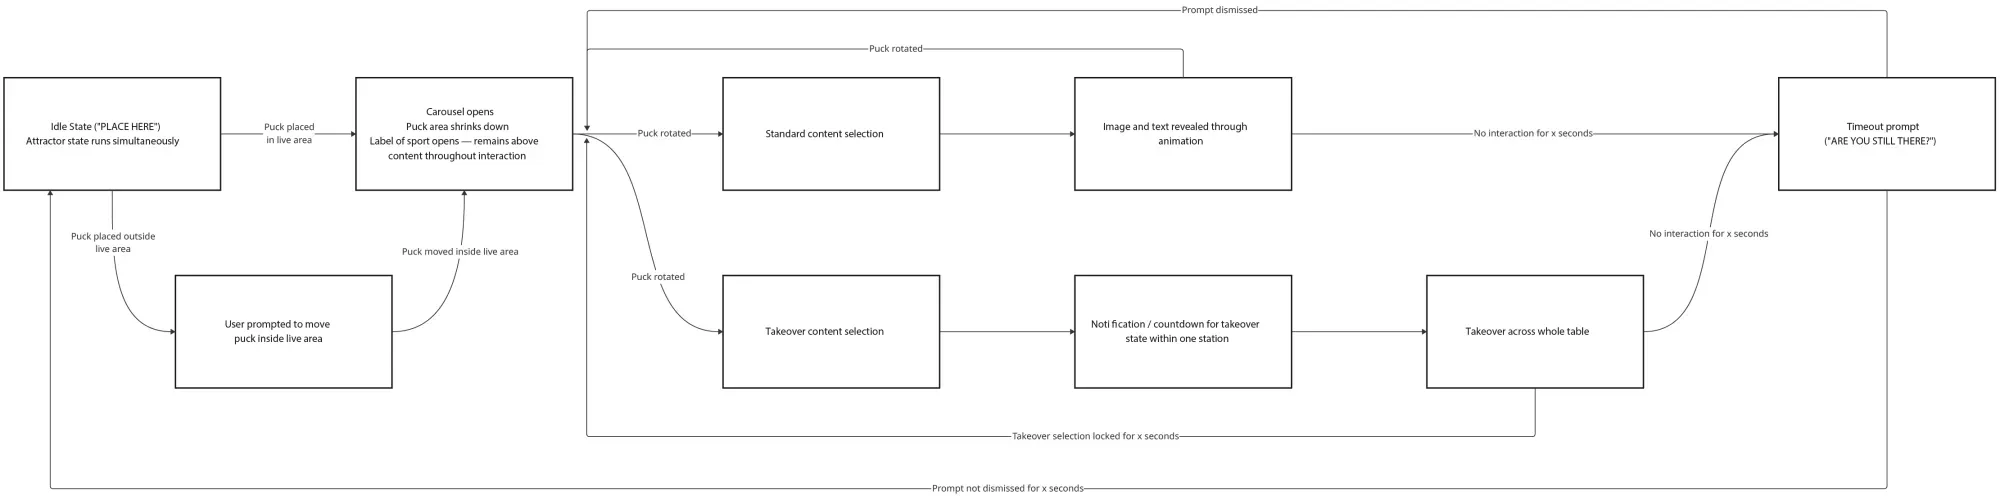 Prompt dismissed
Puck rotated
Idle State ("PLACE HERE")
Attractor state runs simultaneously
Puck placed
in live area
Carousel opens
Puck area shrinks down
Label of sport opens — remains above
content throughout interaction
Puck rotated
Standard content selection
Image and text revealed through
animation
No interaction for x seconds
Timeout prompt
("ARE YOU STILL THERE?")
Puck placed outside
live area
Puck moved inside live area
No interaction for x seconds
Puck rotated
User prompted to move
puck inside live area
Takeover content selection
Notification / countdown for takeover
state within one station
Takeover across whole table
Takeover selection locked for x seconds
Prompt not dismissed for x seconds